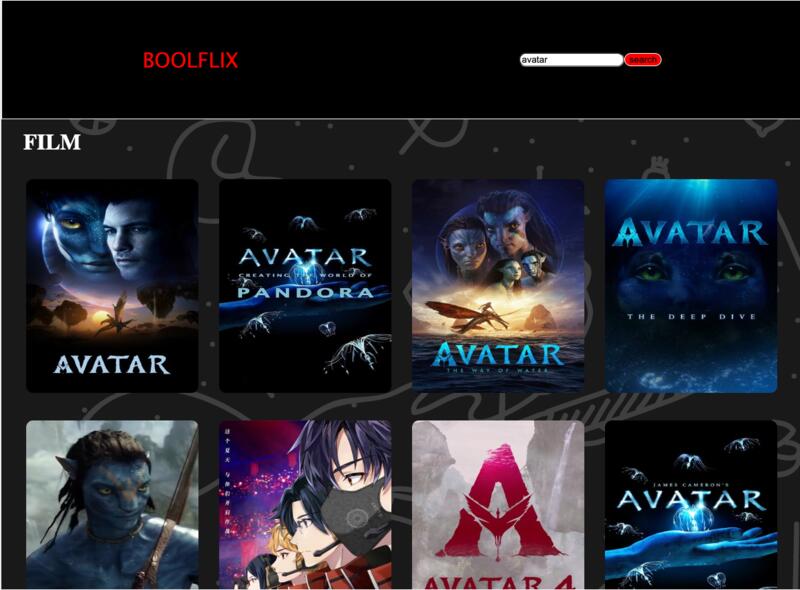 BOOLFLIX
avatar
search
FILM
AVATAR
AVATAR
CREATING THE WORLD OF
PANDORA
AVATAR
THE WAY OF WATER
AVATAR
THE DEEP DIVE
AVATAR 4
JAMES CAMERON'S
AVATAR